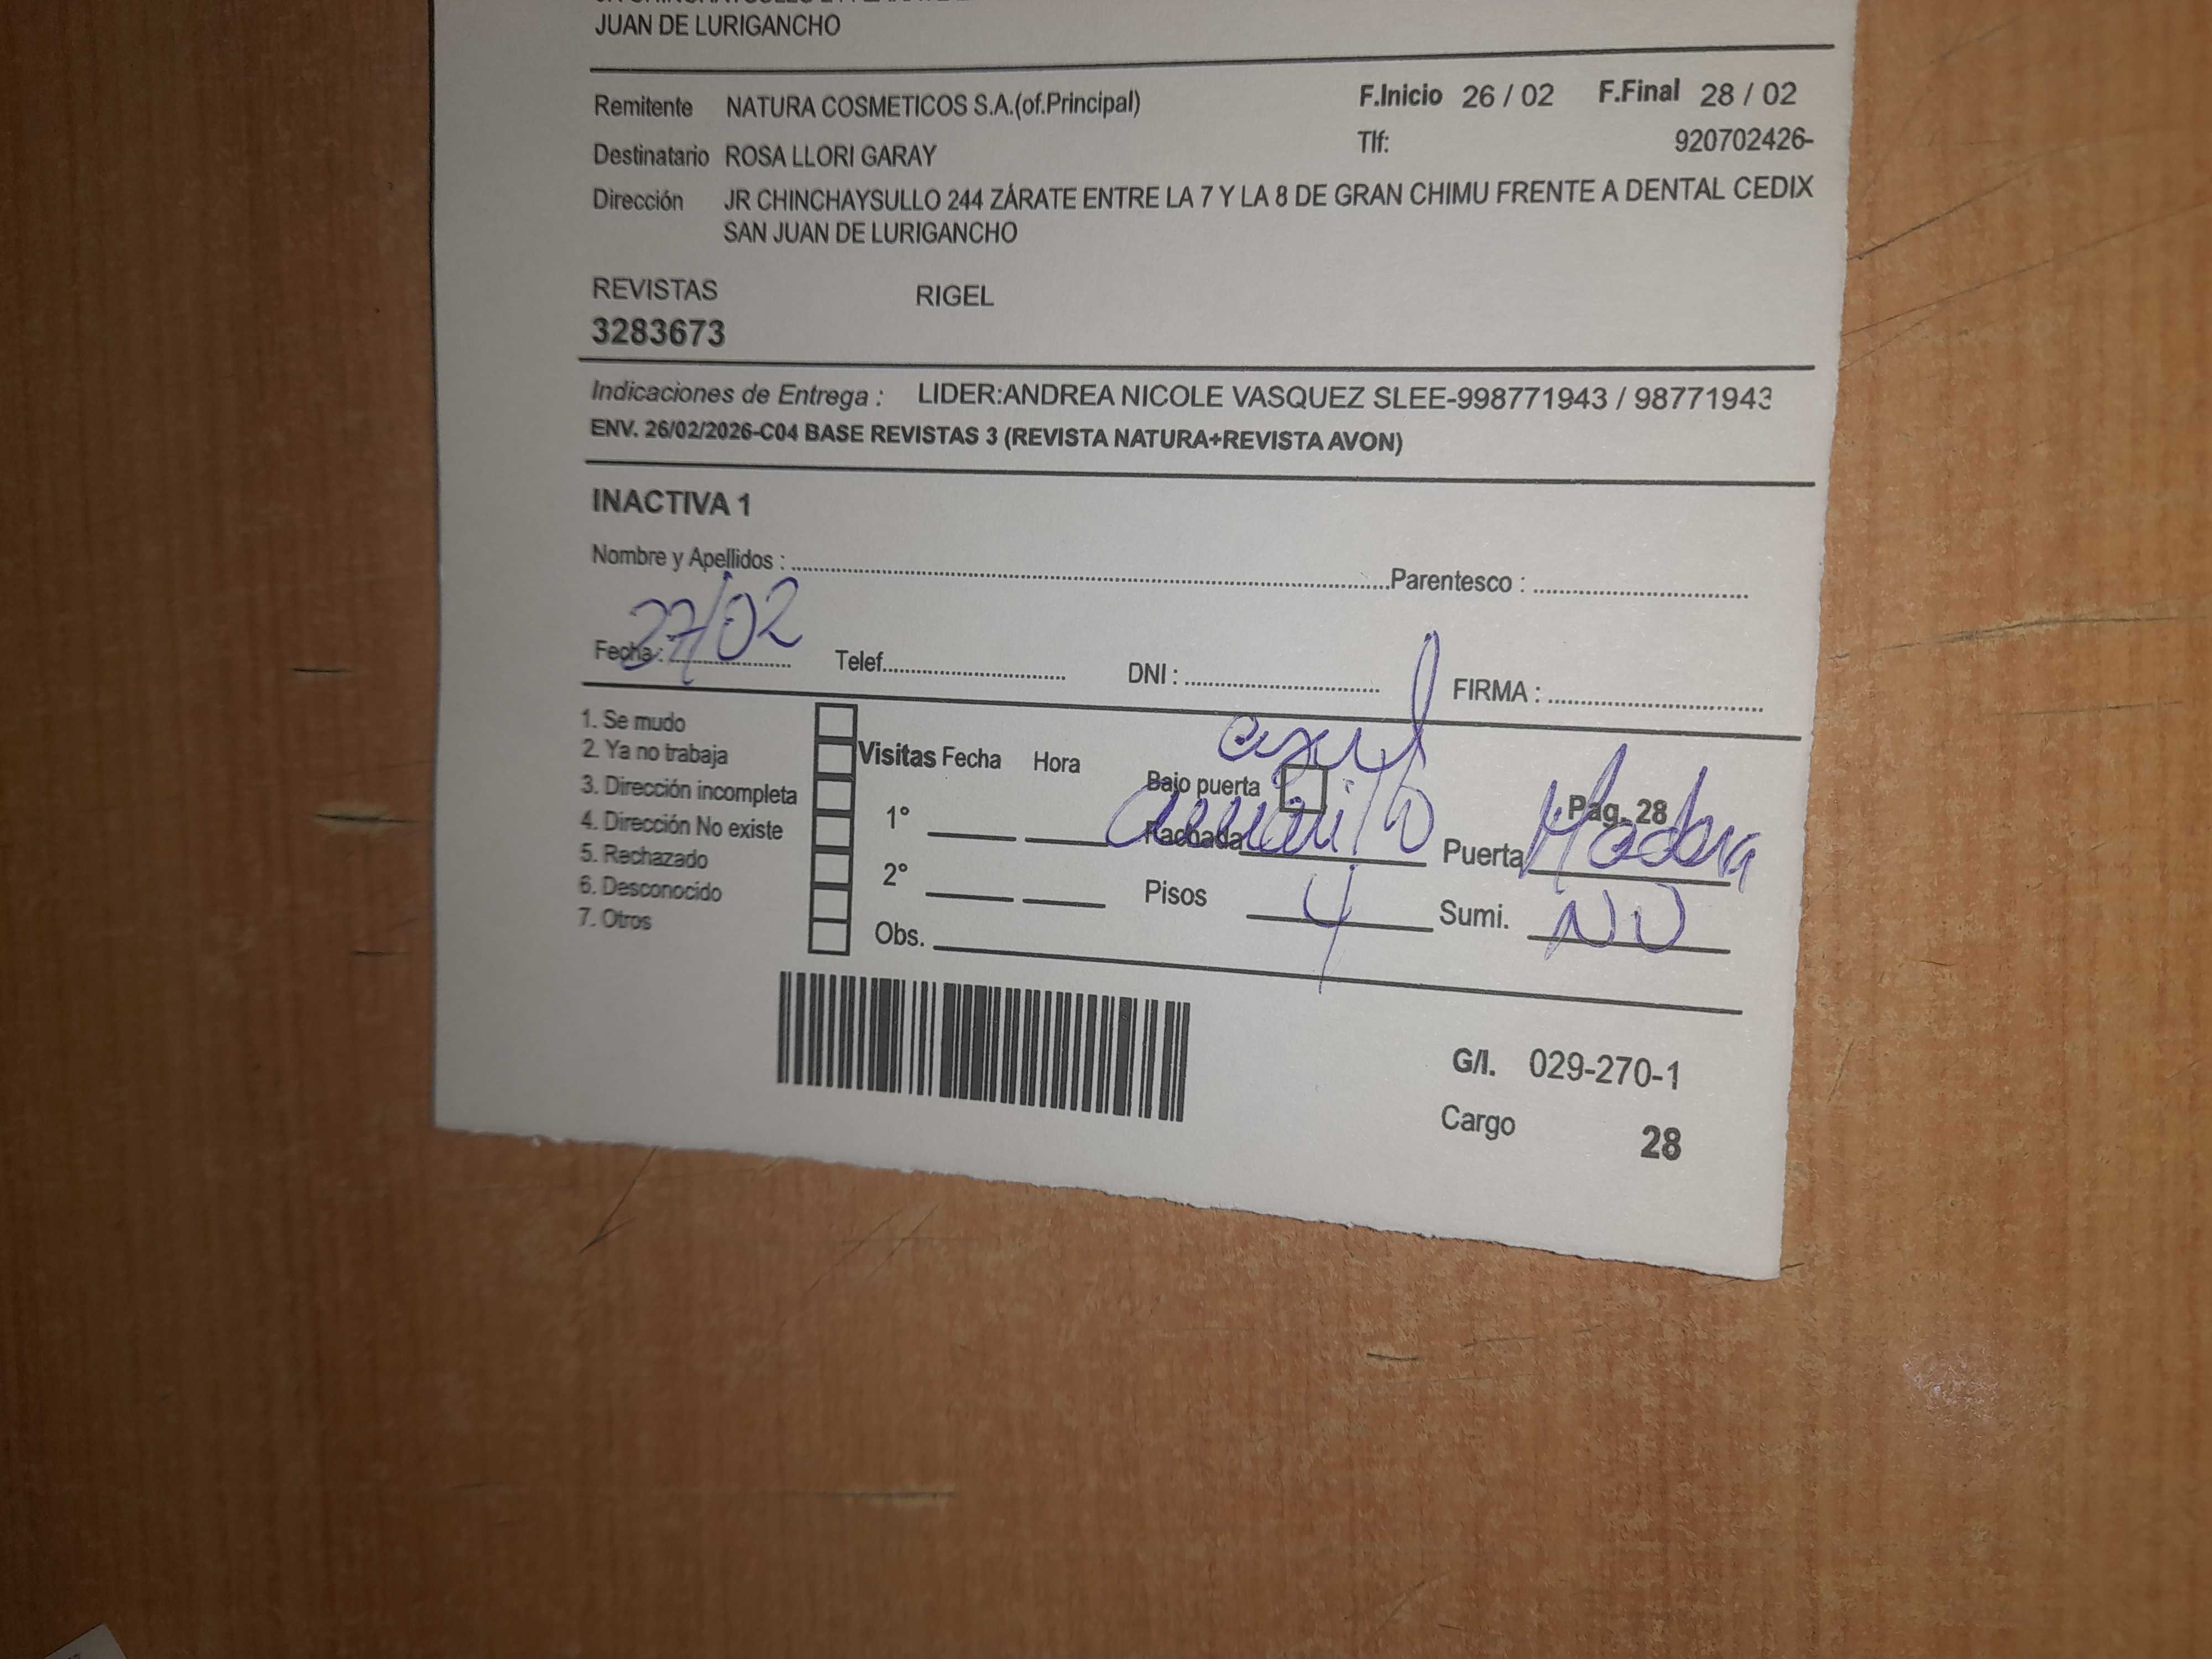 JUAN DE LURIGANCHO
Remitente NATURA COSMETICOS S.A.(of.Principal) F.Inicio 26 / 02 F.Final 28 / 02
Destinatario ROSA LLORI GARAY Tlf: 920702426-
Dirección JR CHINCHAYSULLO 244 ZÁRATE ENTRE LA 7 Y LA 8 DE GRAN CHIMU FRENTE A DENTAL CEDIX
SAN JUAN DE LURIGANCHO
REVISTAS RIGEL
3283673
Indicaciones de Entrega : LIDER:ANDREA NICOLE VASQUEZ SLEE-998771943 / 98771943
ENV. 26/02/2026-C04 BASE REVISTAS 3 (REVISTA NATURA+REVISTA AVON)
INACTIVA 1
Nombre y Apellidos : Parentesco :
Fecha : 27/02 Telef. DNI : FIRMA :
1. Se mudo
2. Ya no trabaja
3. Dirección incompleta
4. Dirección No existe
5. Rechazado
6. Desconocido
7. Otros
Visitas Fecha Hora
1°
2°
Obs.
azul
Bajo puerta Pag. 28
Fachada Puerta Madera
Pisos 4 Sumi. NO
G/I. 029-270-1
Cargo 28